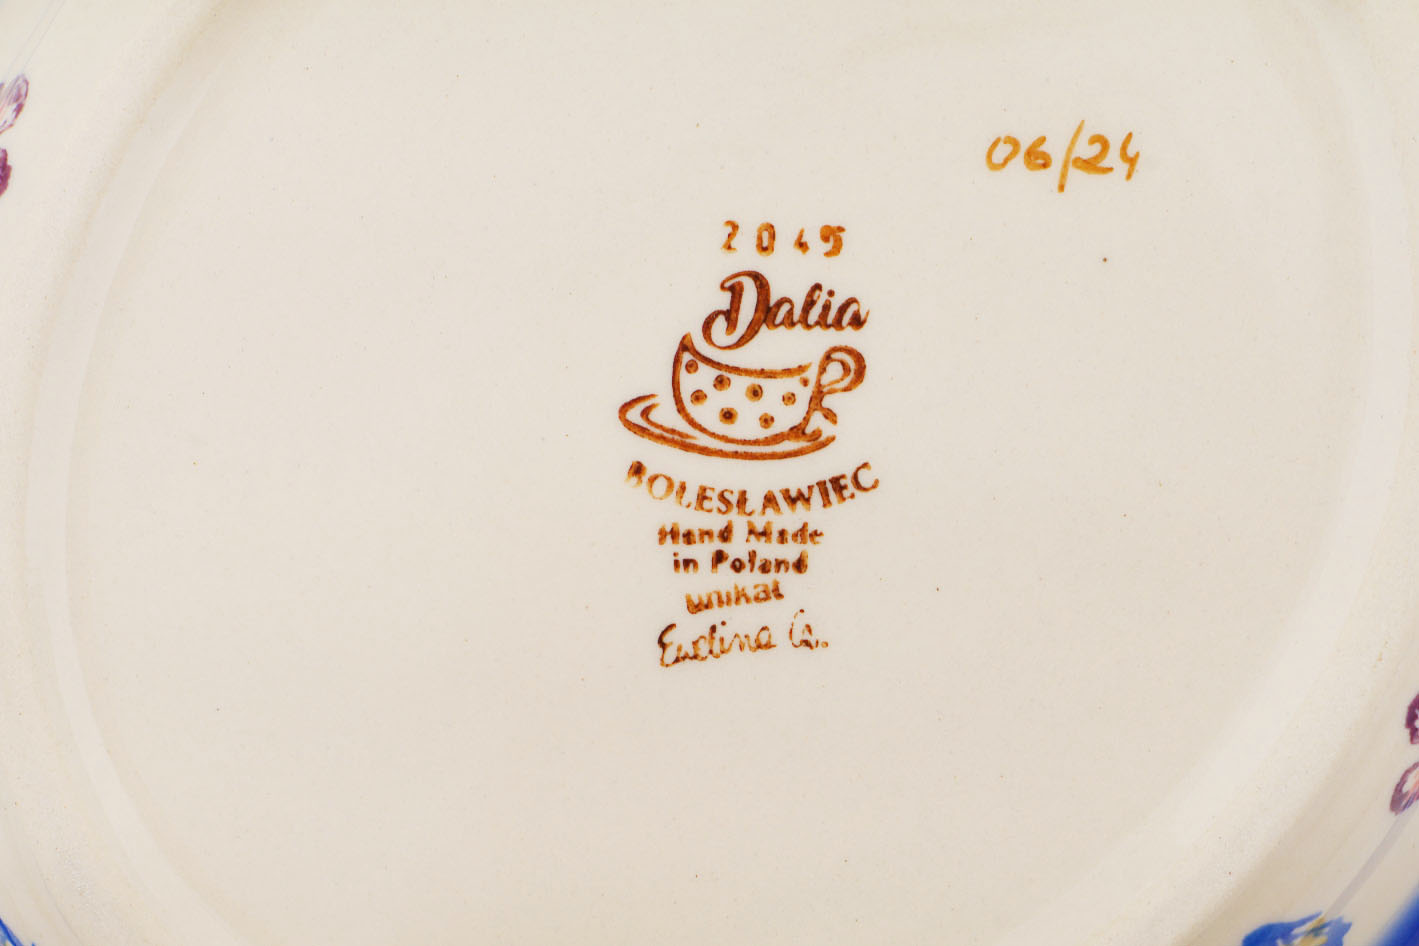 06/24
2045
Dalia
BOLESŁAWIEC
Hand Made
in Poland
unikat
Ewelina G.